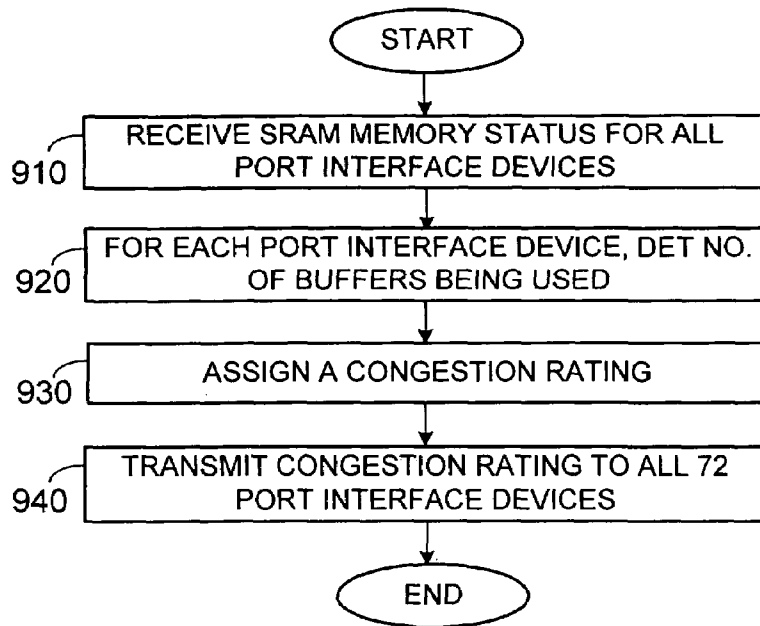 START
910
RECEIVE SRAM MEMORY STATUS FOR ALL
PORT INTERFACE DEVICES
920
FOR EACH PORT INTERFACE DEVICE, DET NO.
OF BUFFERS BEING USED
930
ASSIGN A CONGESTION RATING
940
TRANSMIT CONGESTION RATING TO ALL 72
PORT INTERFACE DEVICES
END